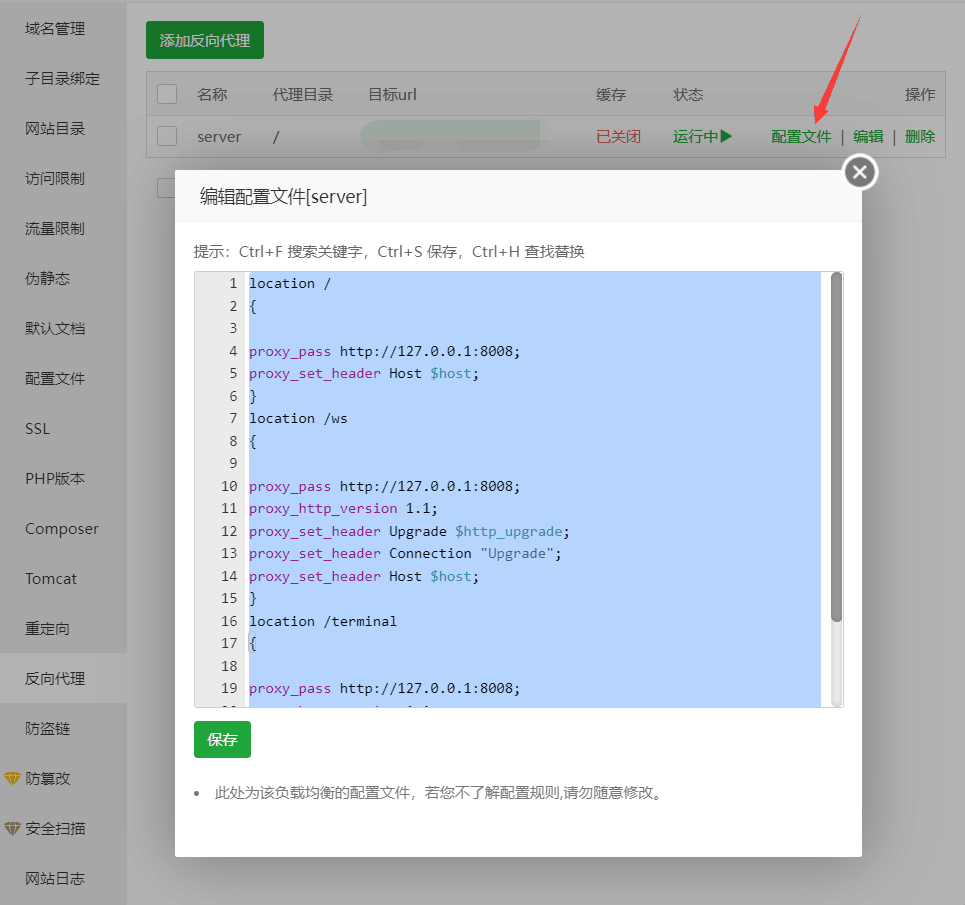 域名管理
子目录绑定
网站目录
访问限制
流量限制
伪静态
默认文档
配置文件
SSL
PHP版本
Composer
Tomcat
重定向
反向代理
防盗链
防篡改
安全扫描
网站日志
添加反向代理
名称 代理目录 目标url 缓存 状态 操作
server / 已关闭 运行中 配置文件 | 编辑 | 删除
编辑配置文件[server]
提示：Ctrl+F 搜索关键字，Ctrl+S 保存，Ctrl+H 查找替换
1 location /
2 {
3
4 proxy_pass http://127.0.0.1:8008;
5 proxy_set_header Host $host;
6 }
7 location /ws
8 {
9
10 proxy_pass http://127.0.0.1:8008;
11 proxy_http_version 1.1;
12 proxy_set_header Upgrade $http_upgrade;
13 proxy_set_header Connection "Upgrade";
14 proxy_set_header Host $host;
15 }
16 location /terminal
17 {
18
19 proxy_pass http://127.0.0.1:8008;
保存
• 此处为该负载均衡的配置文件，若您不了解配置规则,请勿随意修改。